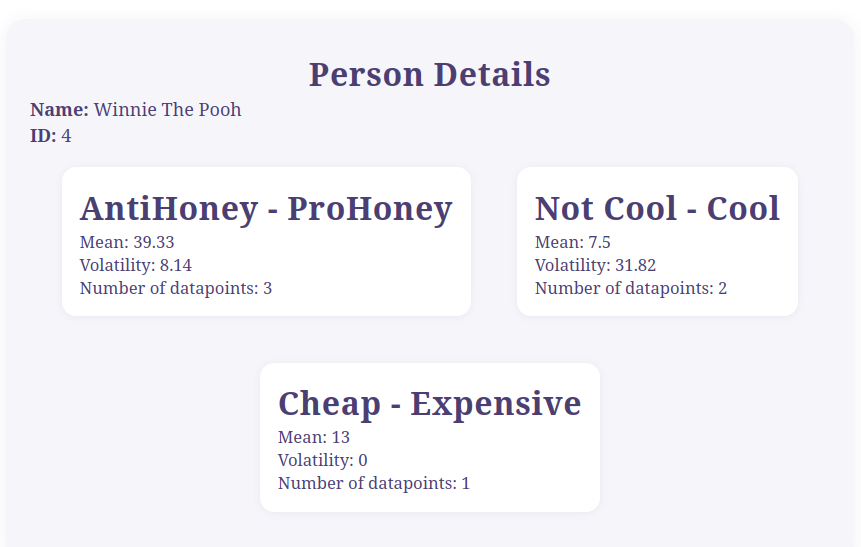 Person Details
Name: Winnie The Pooh
ID: 4
AntiHoney - ProHoney
Mean: 39.33
Volatility: 8.14
Number of datapoints: 3
Not Cool - Cool
Mean: 7.5
Volatility: 31.82
Number of datapoints: 2
Cheap - Expensive
Mean: 13
Volatility: 0
Number of datapoints: 1